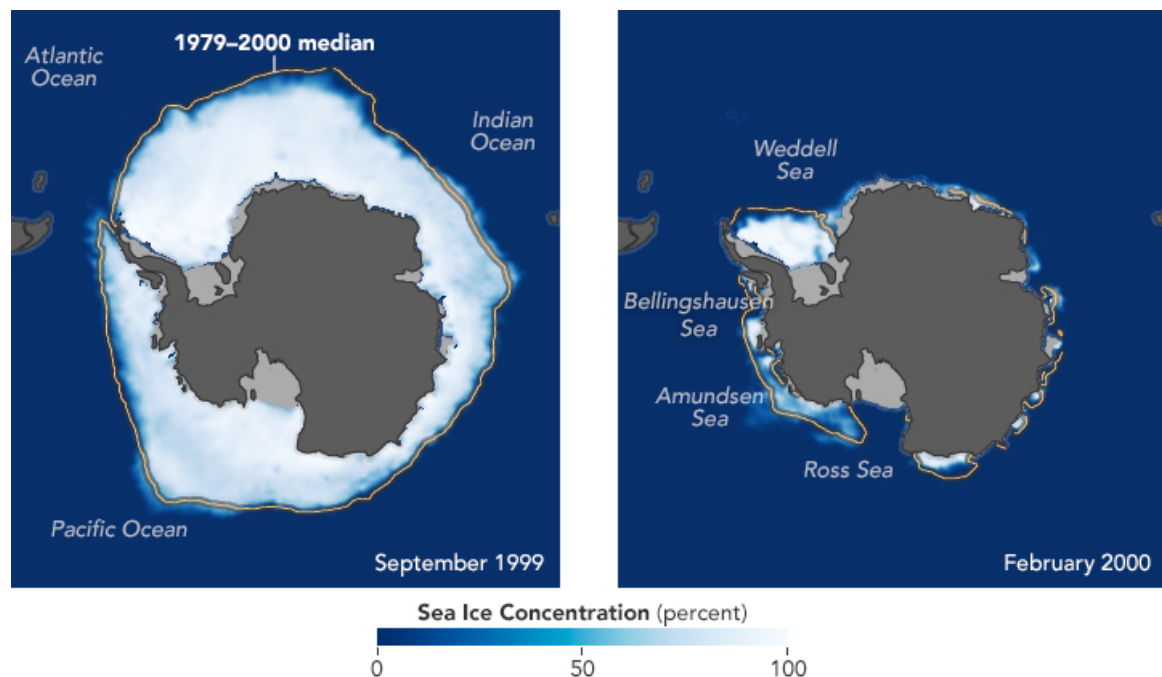 1979–2000 median
Atlantic
Ocean
Indian
Ocean
Pacific Ocean
September 1999
Weddell
Sea
Bellingshausen
Sea
Amundsen
Sea
Ross Sea
February 2000
Sea Ice Concentration (percent)
0
50
100